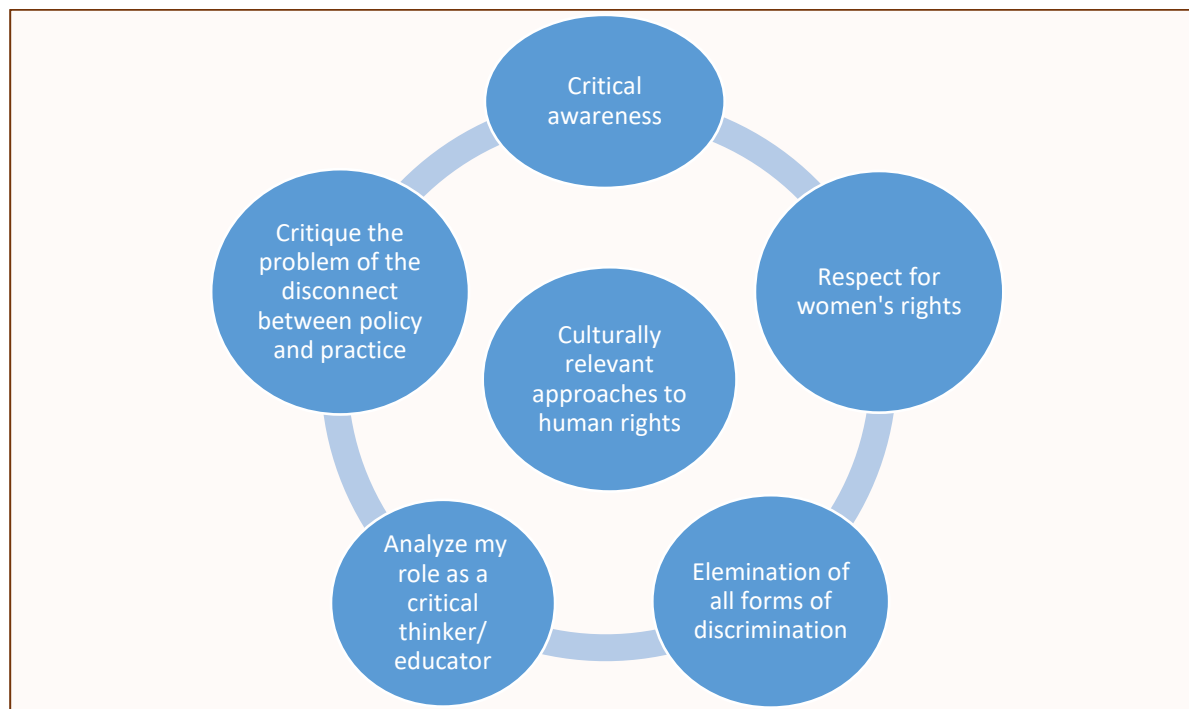 Critical
awareness
Respect for
women's rights
Elemination of
all forms of
discrimination
Analyze my
role as a
critical
thinker/
educator
Critique the
problem of the
disconnect
between policy
and practice
Culturally
relevant
approaches to
human rights